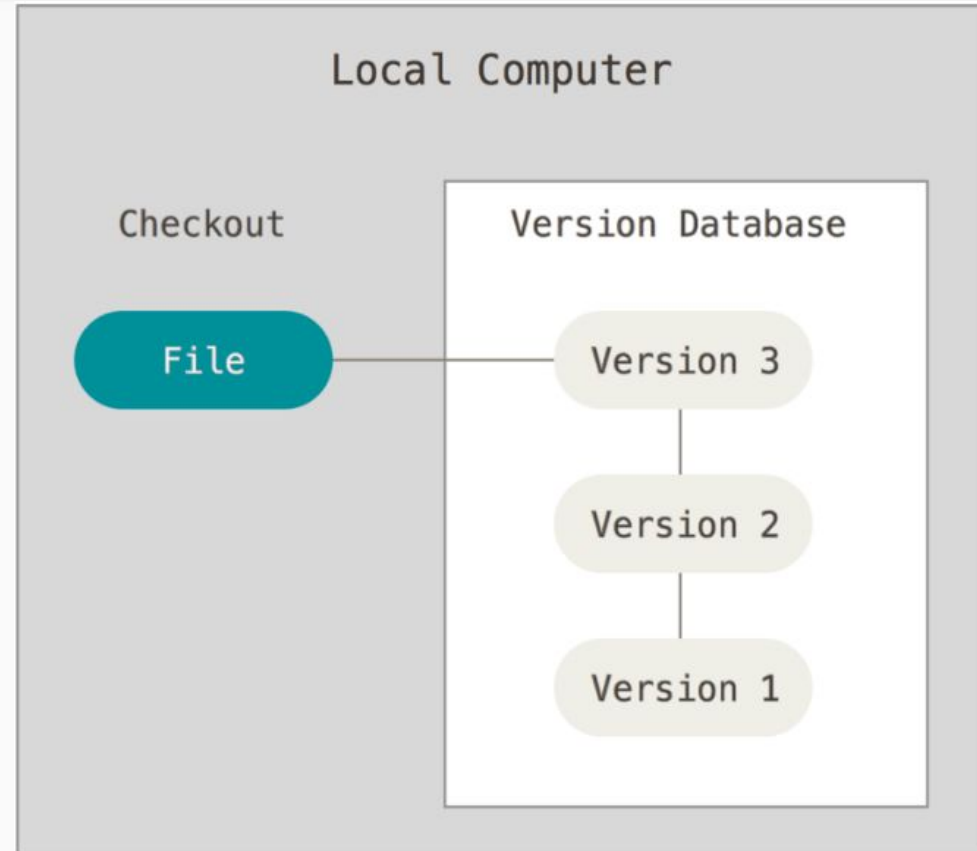 Local Computer
Checkout
Version Database
File
Version 3
Version 2
Version 1